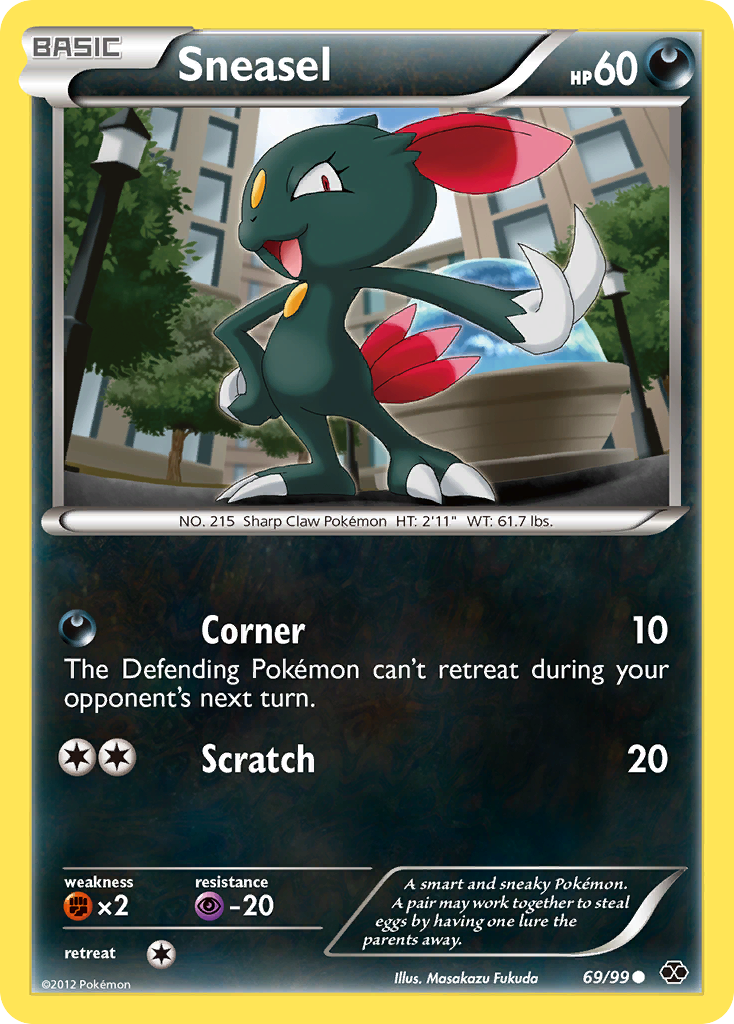 BASIC
Sneasel
HP60
NO. 215 Sharp Claw Pokémon HT: 2'11" WT: 61.7 lbs.
Corner 10
The Defending Pokémon can't retreat during your
opponent's next turn.
Scratch 20
weakness
×2
resistance
-20
retreat
A smart and sneaky Pokémon.
A pair may work together to steal
eggs by having one lure the
parents away.
©2012 Pokémon
Illus. Masakazu Fukuda
69/99